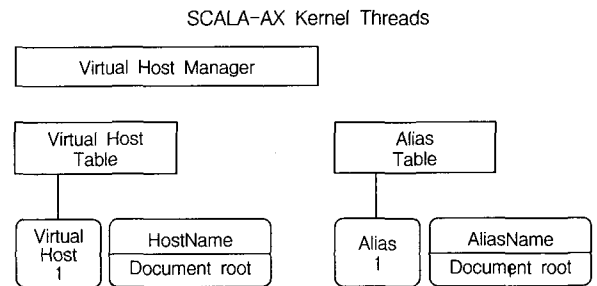 SCALA-AX Kernel Threads
Virtual Host Manager
Virtual Host
Table
Alias
Table
Virtual
Host
1
HostName
Document root
Alias
1
AliasName
Document root